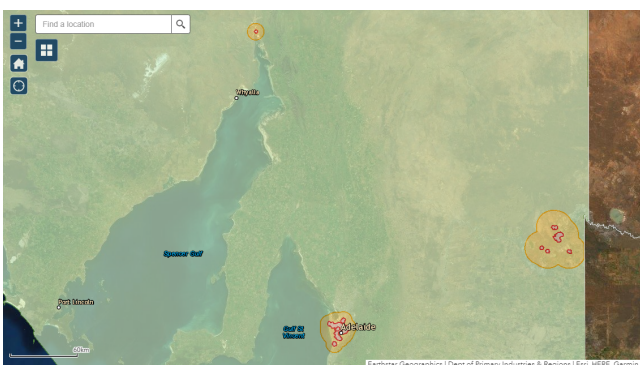 +
Find a location
−
Whyalla
Spencer Gulf
Port Lincoln
Gulf St
Vincent
Adelaide
60km
Earthstar Geographics | Dept of Primary Industries & Regions | Esri, HERE, Garmin